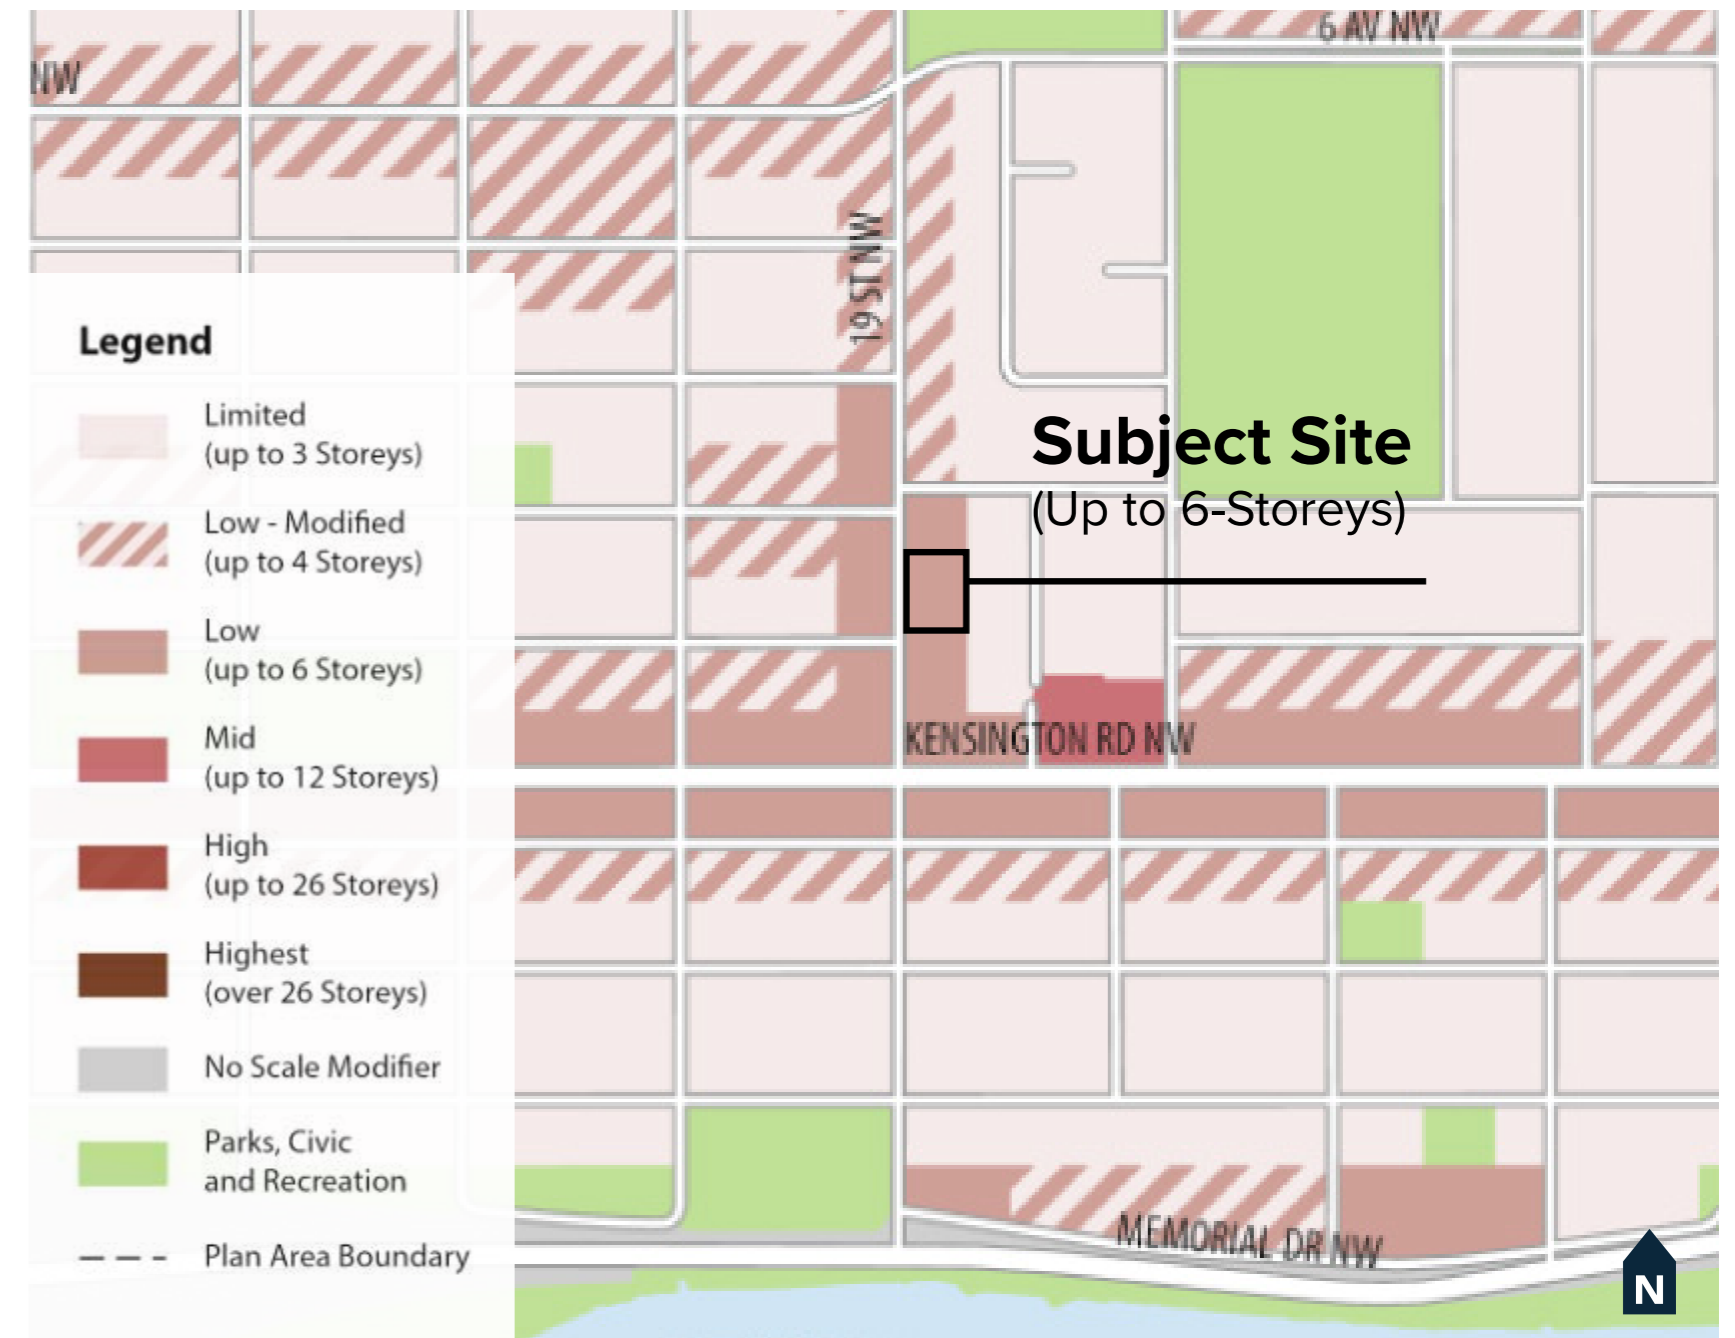 6 AV NW
NW
19 ST NW
Legend
Limited
(up to 3 Storeys)
Low - Modified
(up to 4 Storeys)
Low
(up to 6 Storeys)
Mid
(up to 12 Storeys)
High
(up to 26 Storeys)
Highest
(over 26 Storeys)
No Scale Modifier
Parks, Civic
and Recreation
Plan Area Boundary
Subject Site
(Up to 6-Storeys)
KENSINGTON RD NW
MEMORIAL DR NW
N